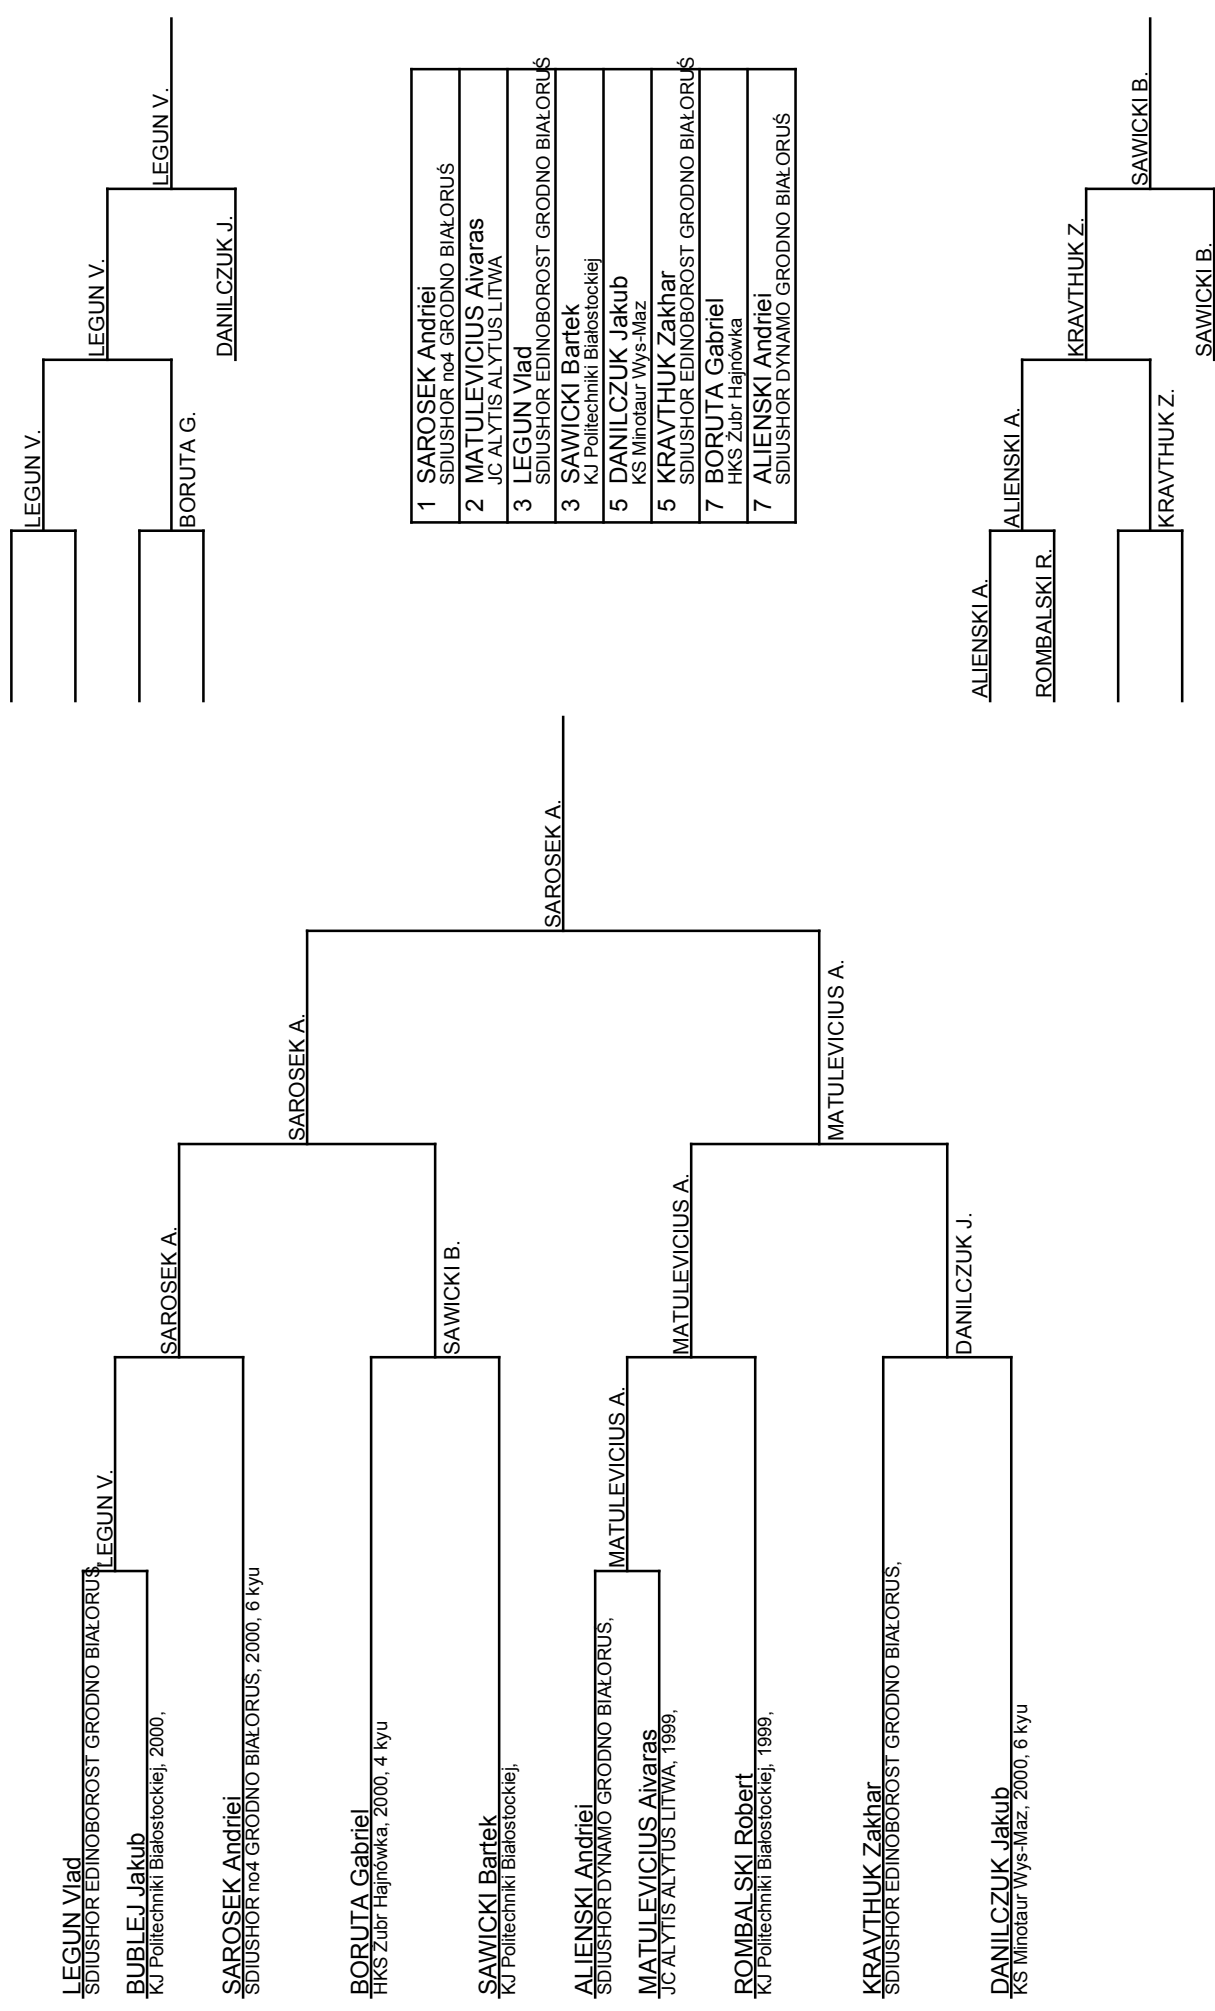 LEGUN Vlad
SDIUSHOR EDINOBOROST GRODNO BIAŁORUŚ,
BUBLEJ Jakub
KJ Politechniki Białostockiej, 2000,
SAROSEK Andriei
SDIUSHOR no4 GRODNO BIAŁORUŚ, 2000, 6 kyu
BORUTA Gabriel
HKS Żubr Hajnówka, 2000, 4 kyu
SAWICKI Bartek
KJ Politechniki Białostockiej,
ALIENSKI Andriei
SDIUSHOR DYNAMO GRODNO BIAŁORUŚ,
MATULEVICIUS Aivaras
JC ALYTIS ALYTUS LITWA, 1999,
ROMBALSKI Robert
KJ Politechniki Białostockiej, 1999,
KRAVTHUK Zakhar
SDIUSHOR EDINOBOROST GRODNO BIAŁORUŚ,
DANILCZUK Jakub
KS Minotaur Wys-Maz, 2000, 6 kyu
LEGUN V.
MATULEVICIUS A.
SAROSEK A.
SAWICKI B.
MATULEVICIUS A.
DANILCZUK J.
SAROSEK A.
MATULEVICIUS A.
SAROSEK A.
LEGUN V.
BORUTA G.
LEGUN V.
DANILCZUK J.
LEGUN V.
1 SAROSEK Andriei
SDIUSHOR no4 GRODNO BIAŁORUŚ
2 MATULEVICIUS Aivaras
JC ALYTIS ALYTUS LITWA
3 LEGUN Vlad
SDIUSHOR EDINOBOROST GRODNO BIAŁORUŚ
3 SAWICKI Bartek
KJ Politechniki Białostockiej
5 DANILCZUK Jakub
KS Minotaur Wys-Maz
5 KRAVTHUK Zakhar
SDIUSHOR EDINOBOROST GRODNO BIAŁORUŚ
7 BORUTA Gabriel
HKS Żubr Hajnówka
7 ALIENSKI Andriei
SDIUSHOR DYNAMO GRODNO BIAŁORUŚ
ALIENSKI A.
ROMBALSKI R.
ALIENSKI A.
KRAVTHUK Z.
KRAVTHUK Z.
SAWICKI B.
SAWICKI B.